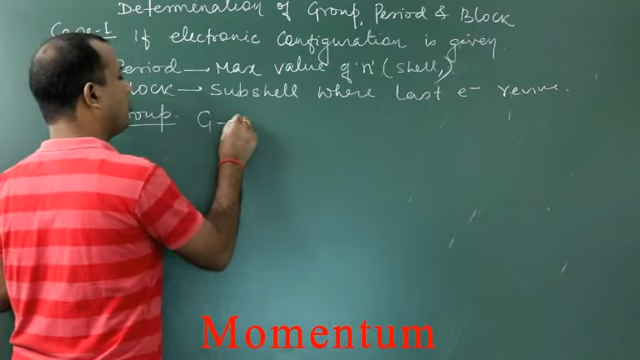 Determenation of Group, Period & Block
Case-I If electronic configuration is given.
Period → Max value of 'n' (shell,)
Block → Subshell where last e- revive.
Group. G-
Momentum